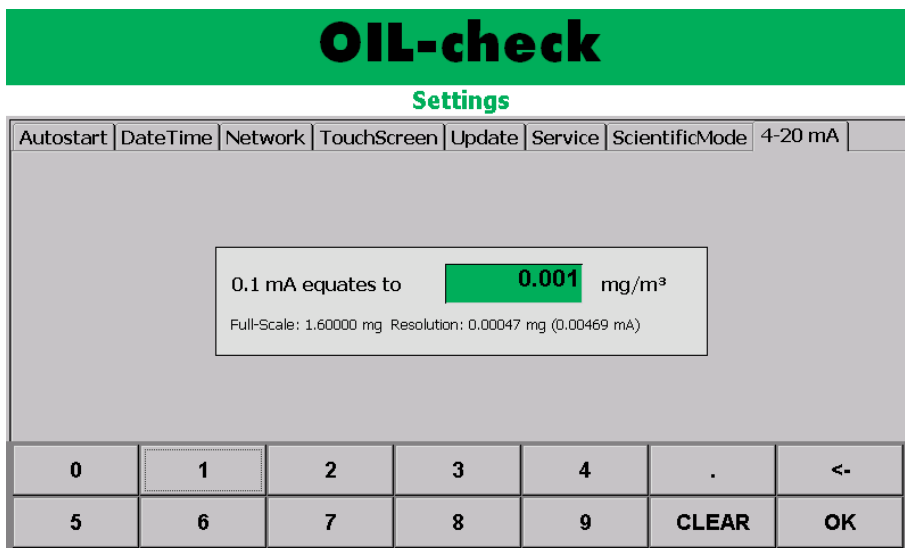 OIL-check
Settings
Autostart DateTime Network TouchScreen Update Service ScientificMode 4-20 mA
0.1 mA equates to 0.001 mg/m³
Full-Scale: 1.60000 mg Resolution: 0.00047 mg (0.00469 mA)
0 1 2 3 4 . <-
5 6 7 8 9 CLEAR OK